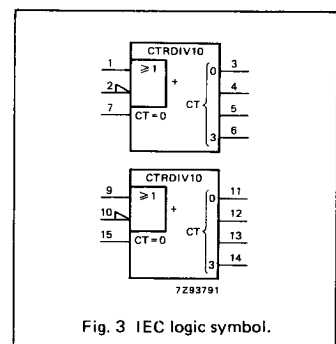 CTRDIV10
1 ≥1 0 3
2 + 4
7 CT=0 CT 5
3 6
CTRDIV10
9 ≥1 0 11
10 + 12
15 CT=0 CT 13
3 14
7Z93791
Fig. 3 IEC logic symbol.